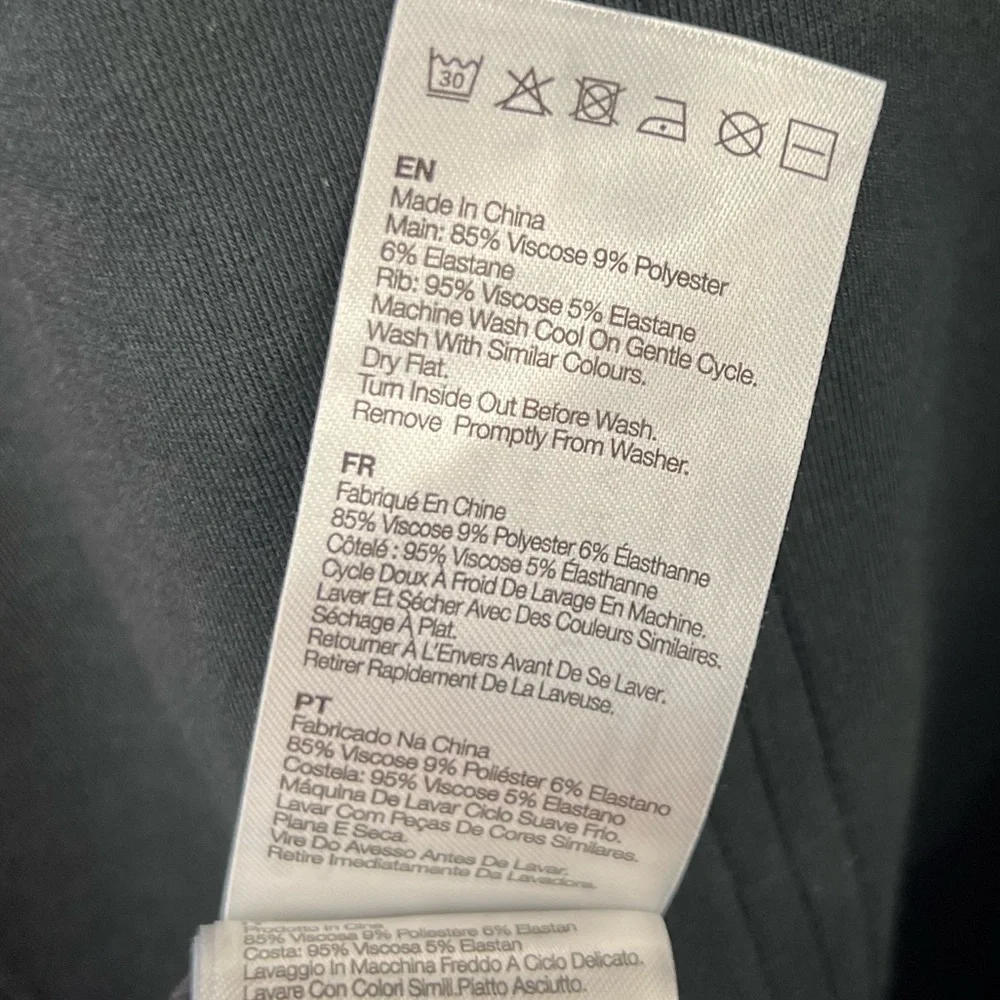 30
EN
Made In China
Main: 85% Viscose 9% Polyester
6% Elastane
Rib: 95% Viscose 5% Elastane
Machine Wash Cool On Gentle Cycle.
Wash With Similar Colours.
Dry Flat.
Turn Inside Out Before Wash.
Remove Promptly From Washer.
FR
Fabriqué En Chine
85% Viscose 9% Polyester 6% Élasthanne
Côtelé : 95% Viscose 5% Élasthanne
Cycle Doux À Froid De Lavage En Machine.
Laver Et Sécher Avec Des Couleurs Similaires.
Séchage À Plat.
Retourner À L'Envers Avant De Se Laver.
Retirer Rapidement De La Laveuse.
PT
Fabricado Na China
85% Viscose 9% Poliéster 6% Elastano
Costela: 95% Viscose 5% Elastano
Máquina De Lavar Ciclo Suave Frio.
Lavar Com Peças De Cores Similares.
Plana E Seca.
Vire Do Avesso Antes De Lavar.
Retire Imediatamente Da Lavadora.
Prodotto In Cina
85% Viscosa 9% Poliestere 6% Elastan
Costa: 95% Viscosa 5% Elastan
Lavaggio In Macchina Freddo A Ciclo Delicato.
Lavare Con Colori Simili.Piatto Asciutto.